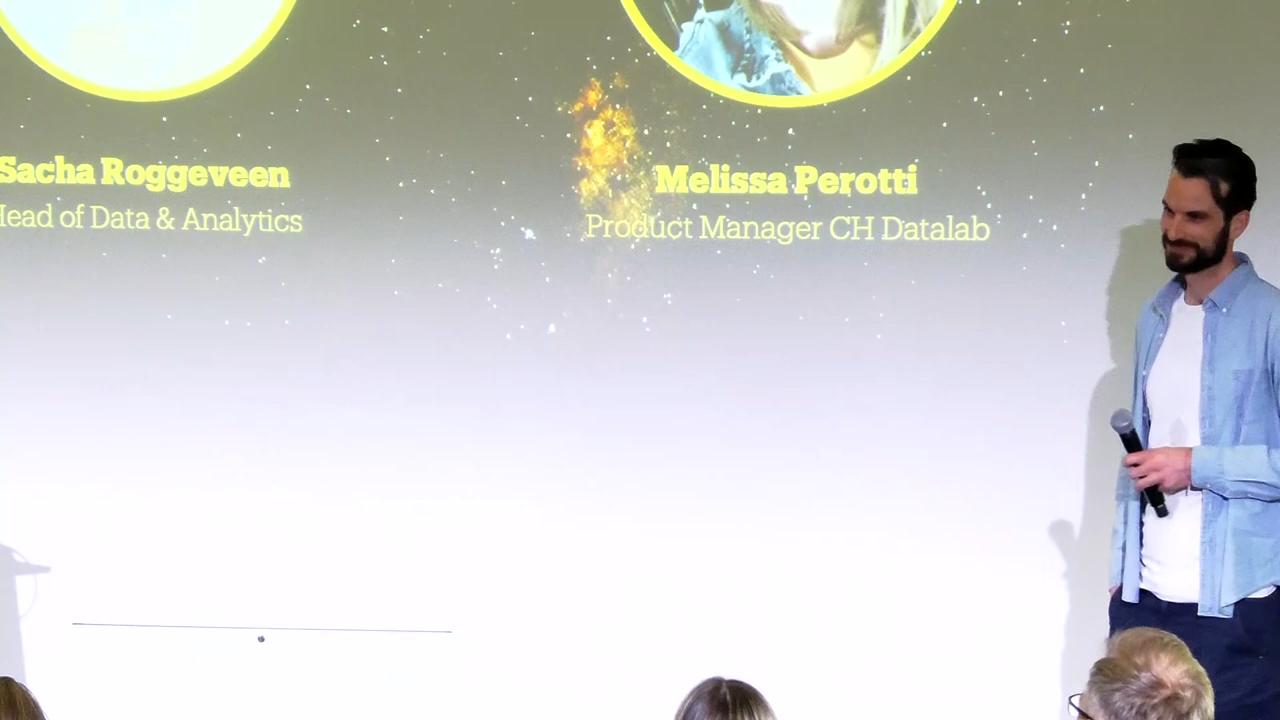 Sacha Roggeveen
Head of Data & Analytics
Melissa Perotti
Product Manager CH Datalab